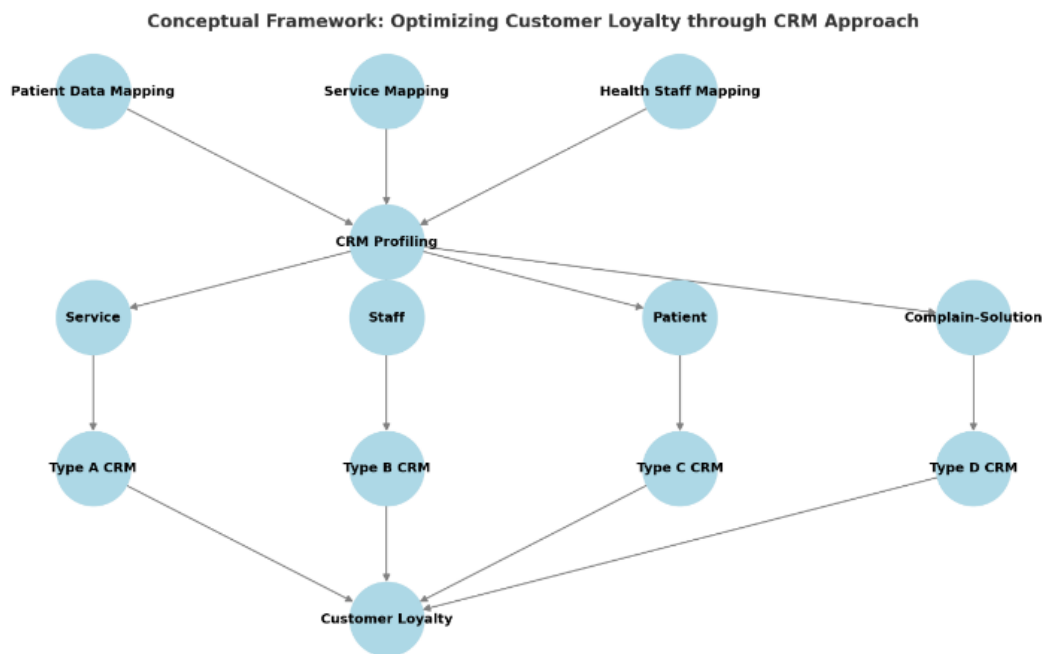 Conceptual Framework: Optimizing Customer Loyalty through CRM Approach
Patient Data Mapping
Service Mapping
Health Staff Mapping
CRM Profiling
Service
Staff
Patient
Complain-Solution
Type A CRM
Type B CRM
Type C CRM
Type D CRM
Customer Loyalty